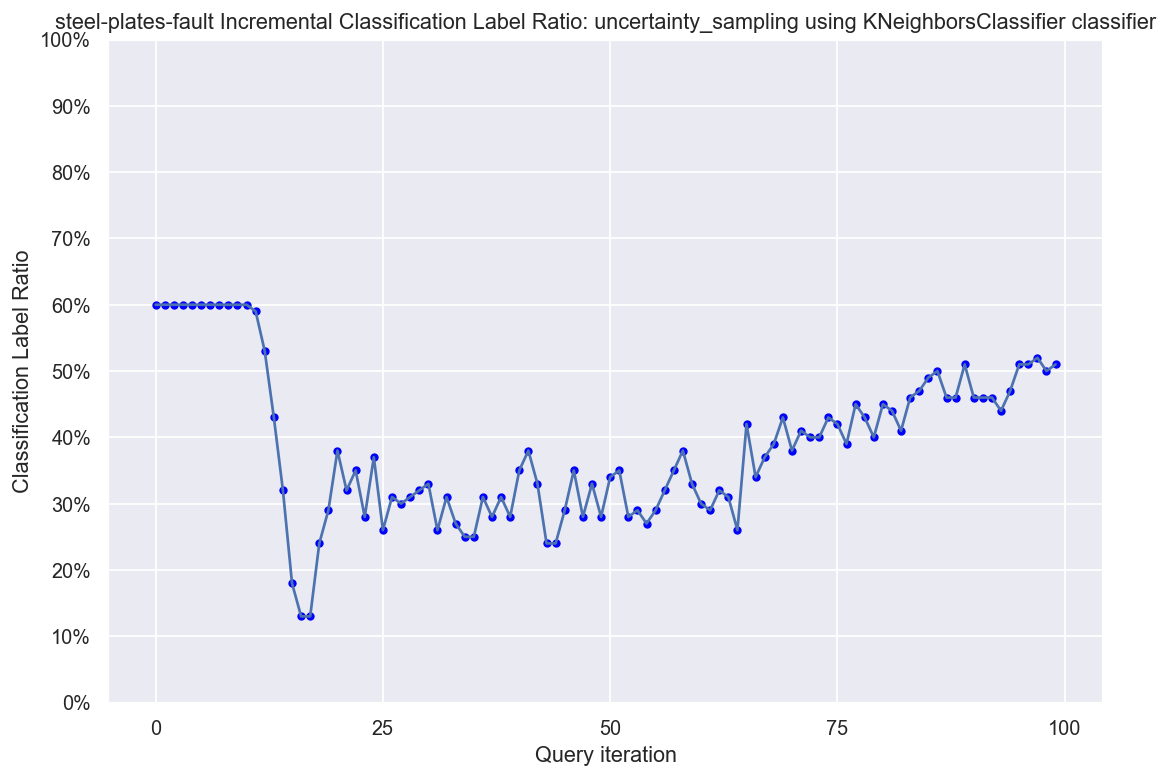 steel-plates-fault Incremental Classification Label Ratio: uncertainty_sampling using KNeighborsClassifier classifier
100%
90%
80%
70%
60%
50%
40%
30%
20%
10%
0%
Classification Label Ratio
0 25 50 75 100
Query iteration